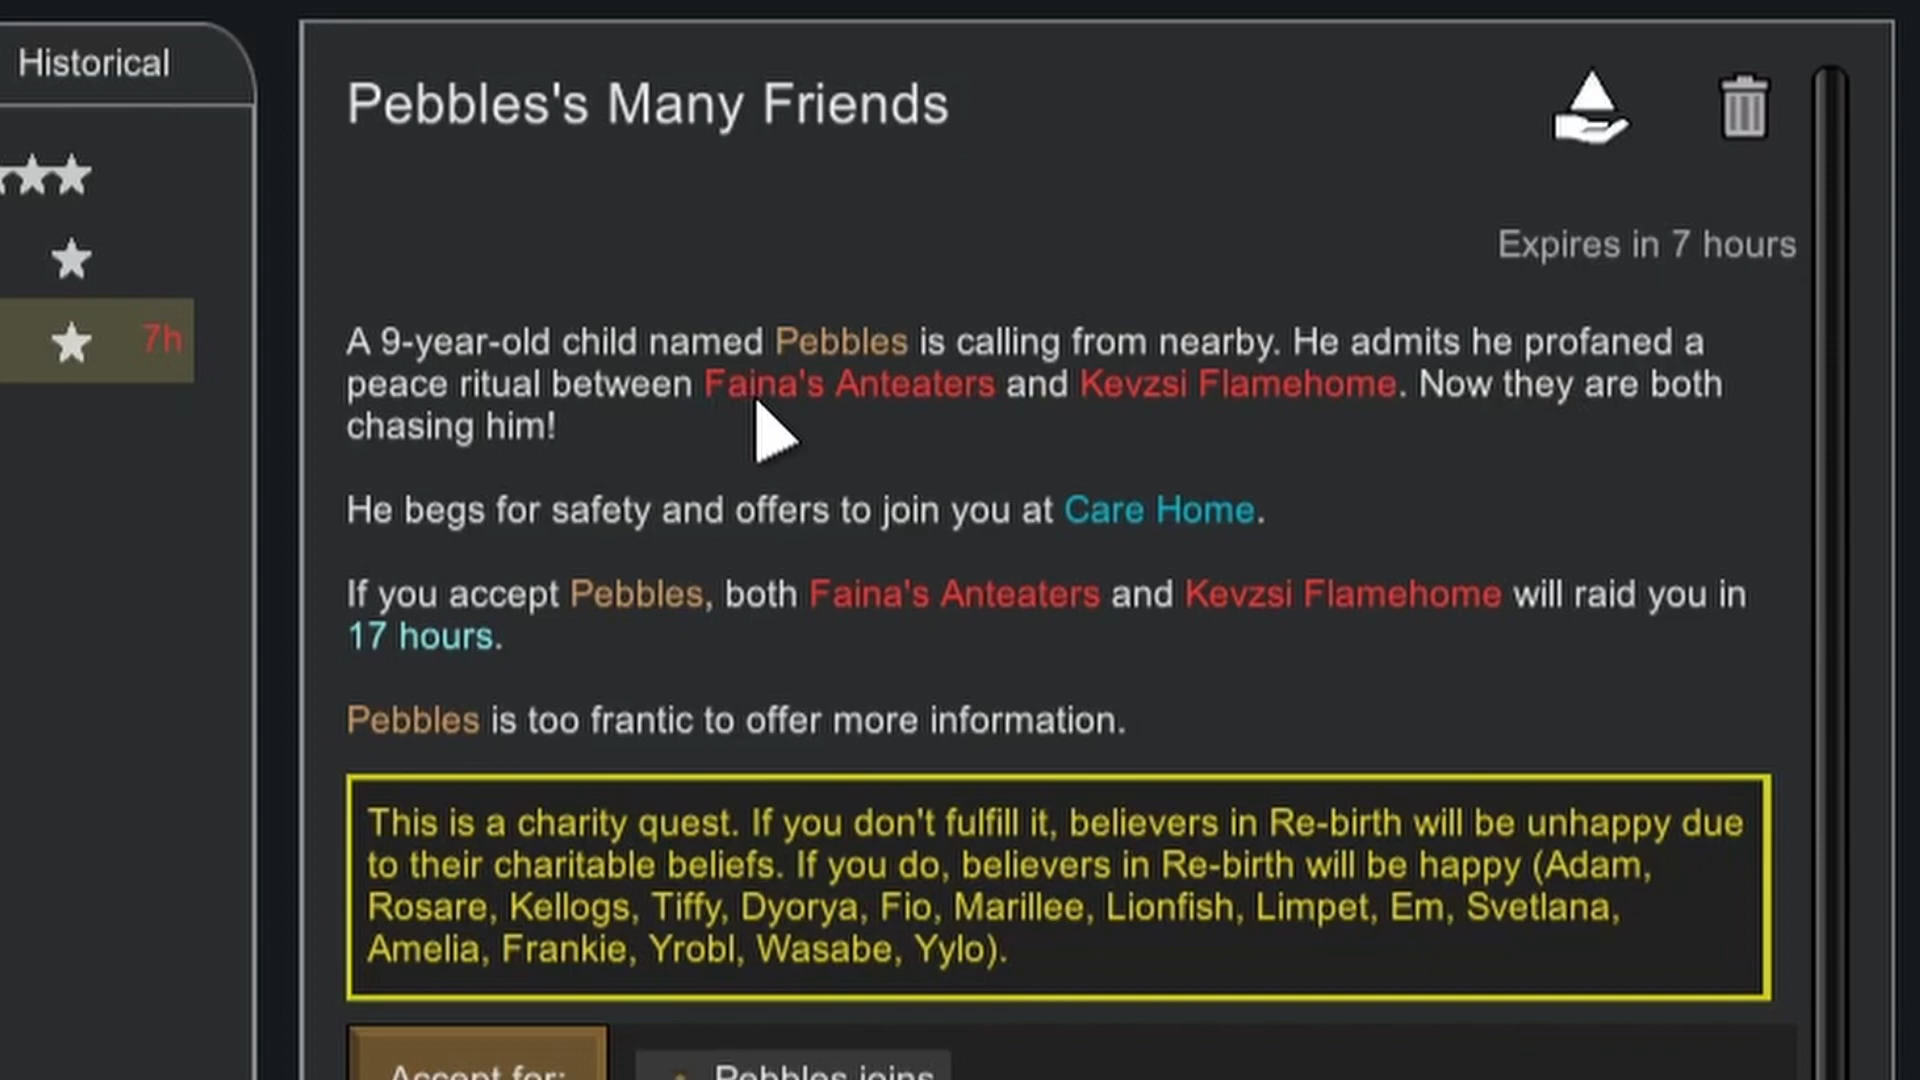 Historical
Pebbles's Many Friends
Expires in 7 hours
7h
A 9-year-old child named Pebbles is calling from nearby. He admits he profaned a
peace ritual between Faina's Anteaters and Kevzsi Flamehome. Now they are both
chasing him!
He begs for safety and offers to join you at Care Home.
If you accept Pebbles, both Faina's Anteaters and Kevzsi Flamehome will raid you in
17 hours.
Pebbles is too frantic to offer more information.
This is a charity quest. If you don't fulfill it, believers in Re-birth will be unhappy due
to their charitable beliefs. If you do, believers in Re-birth will be happy (Adam,
Rosare, Kellogs, Tiffy, Dyorya, Fio, Marillee, Lionfish, Limpet, Em, Svetlana,
Amelia, Frankie, Yrobl, Wasabe, Yylo).
Accept for:
Pebbles joins